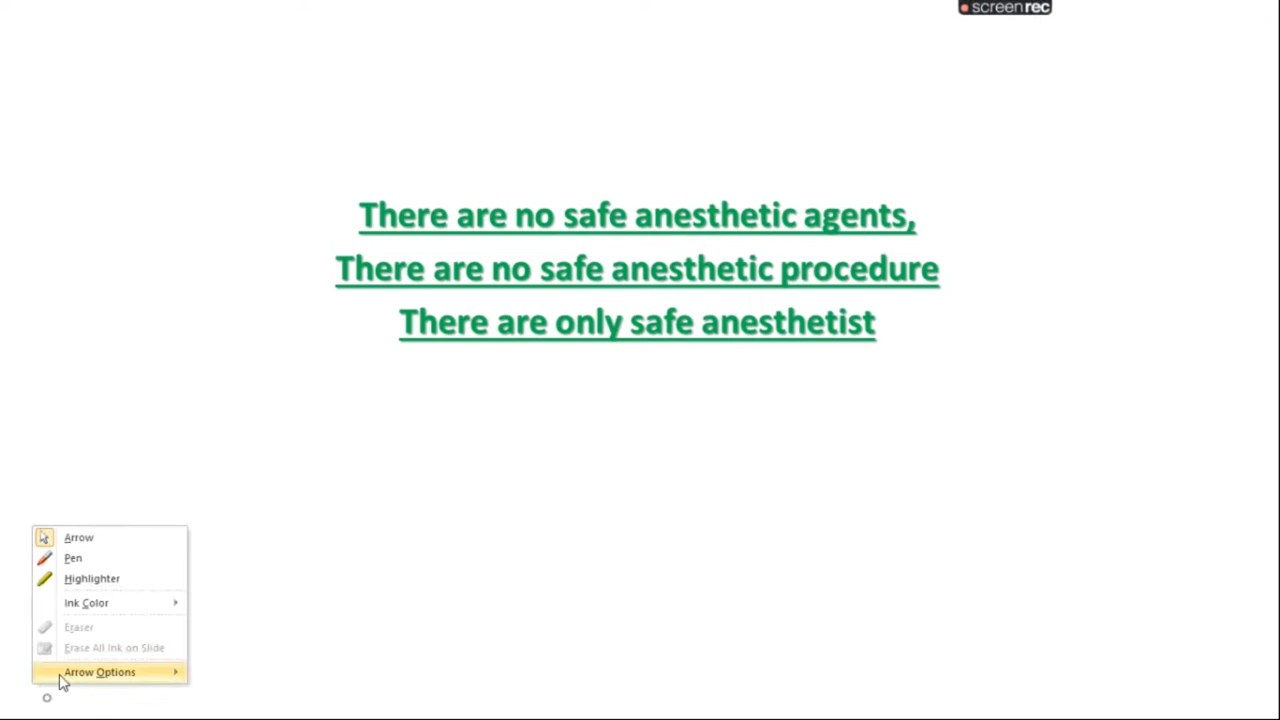 screenrec
There are no safe anesthetic agents,
There are no safe anesthetic procedure
There are only safe anesthetist
Arrow
Pen
Highlighter
Ink Color
Eraser
Erase All Ink on Slide
Arrow Options